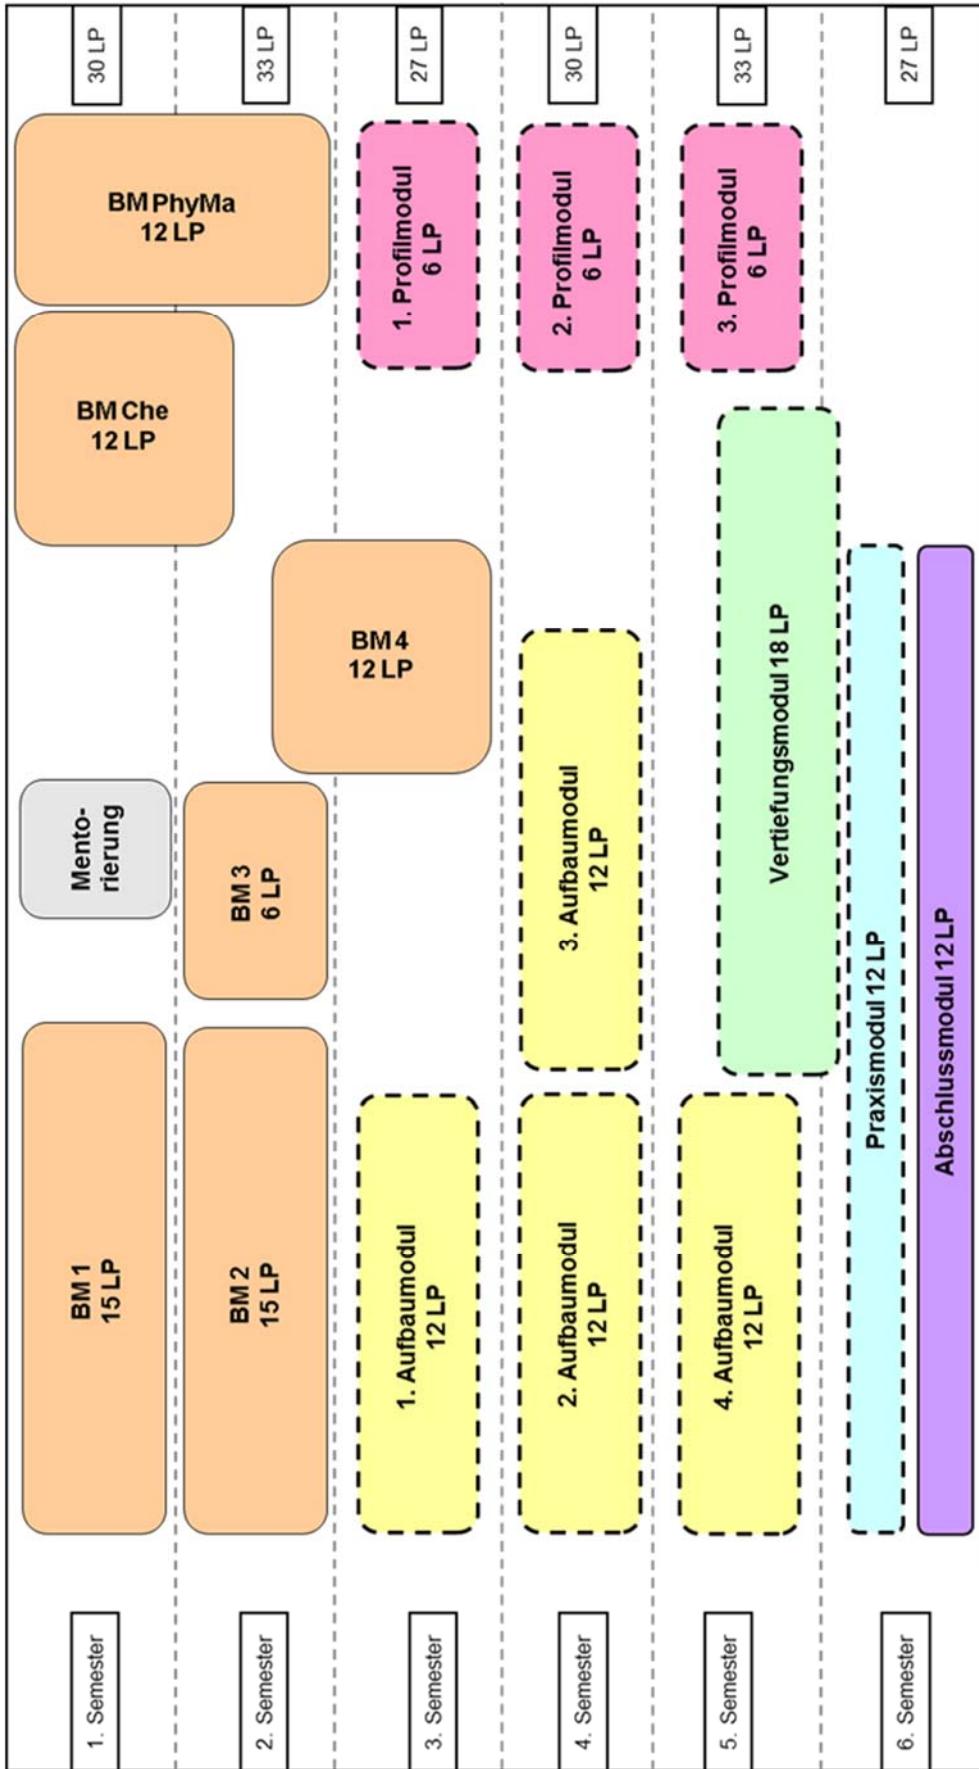 1. Semester
BM 1
15 LP
Mento-
rierung
BM Che
12 LP
BM PhyMa
12 LP
30 LP
2. Semester
BM 2
15 LP
BM 3
6 LP
BM 4
12 LP
33 LP
3. Semester
1. Aufbaumodul
12 LP
1. Profilmodul
6 LP
27 LP
4. Semester
2. Aufbaumodul
12 LP
3. Aufbaumodul
12 LP
2. Profilmodul
6 LP
30 LP
5. Semester
4. Aufbaumodul
12 LP
Vertiefungsmodul 18 LP
3. Profilmodul
6 LP
33 LP
6. Semester
Praxismodul 12 LP
Abschlussmodul 12 LP
27 LP